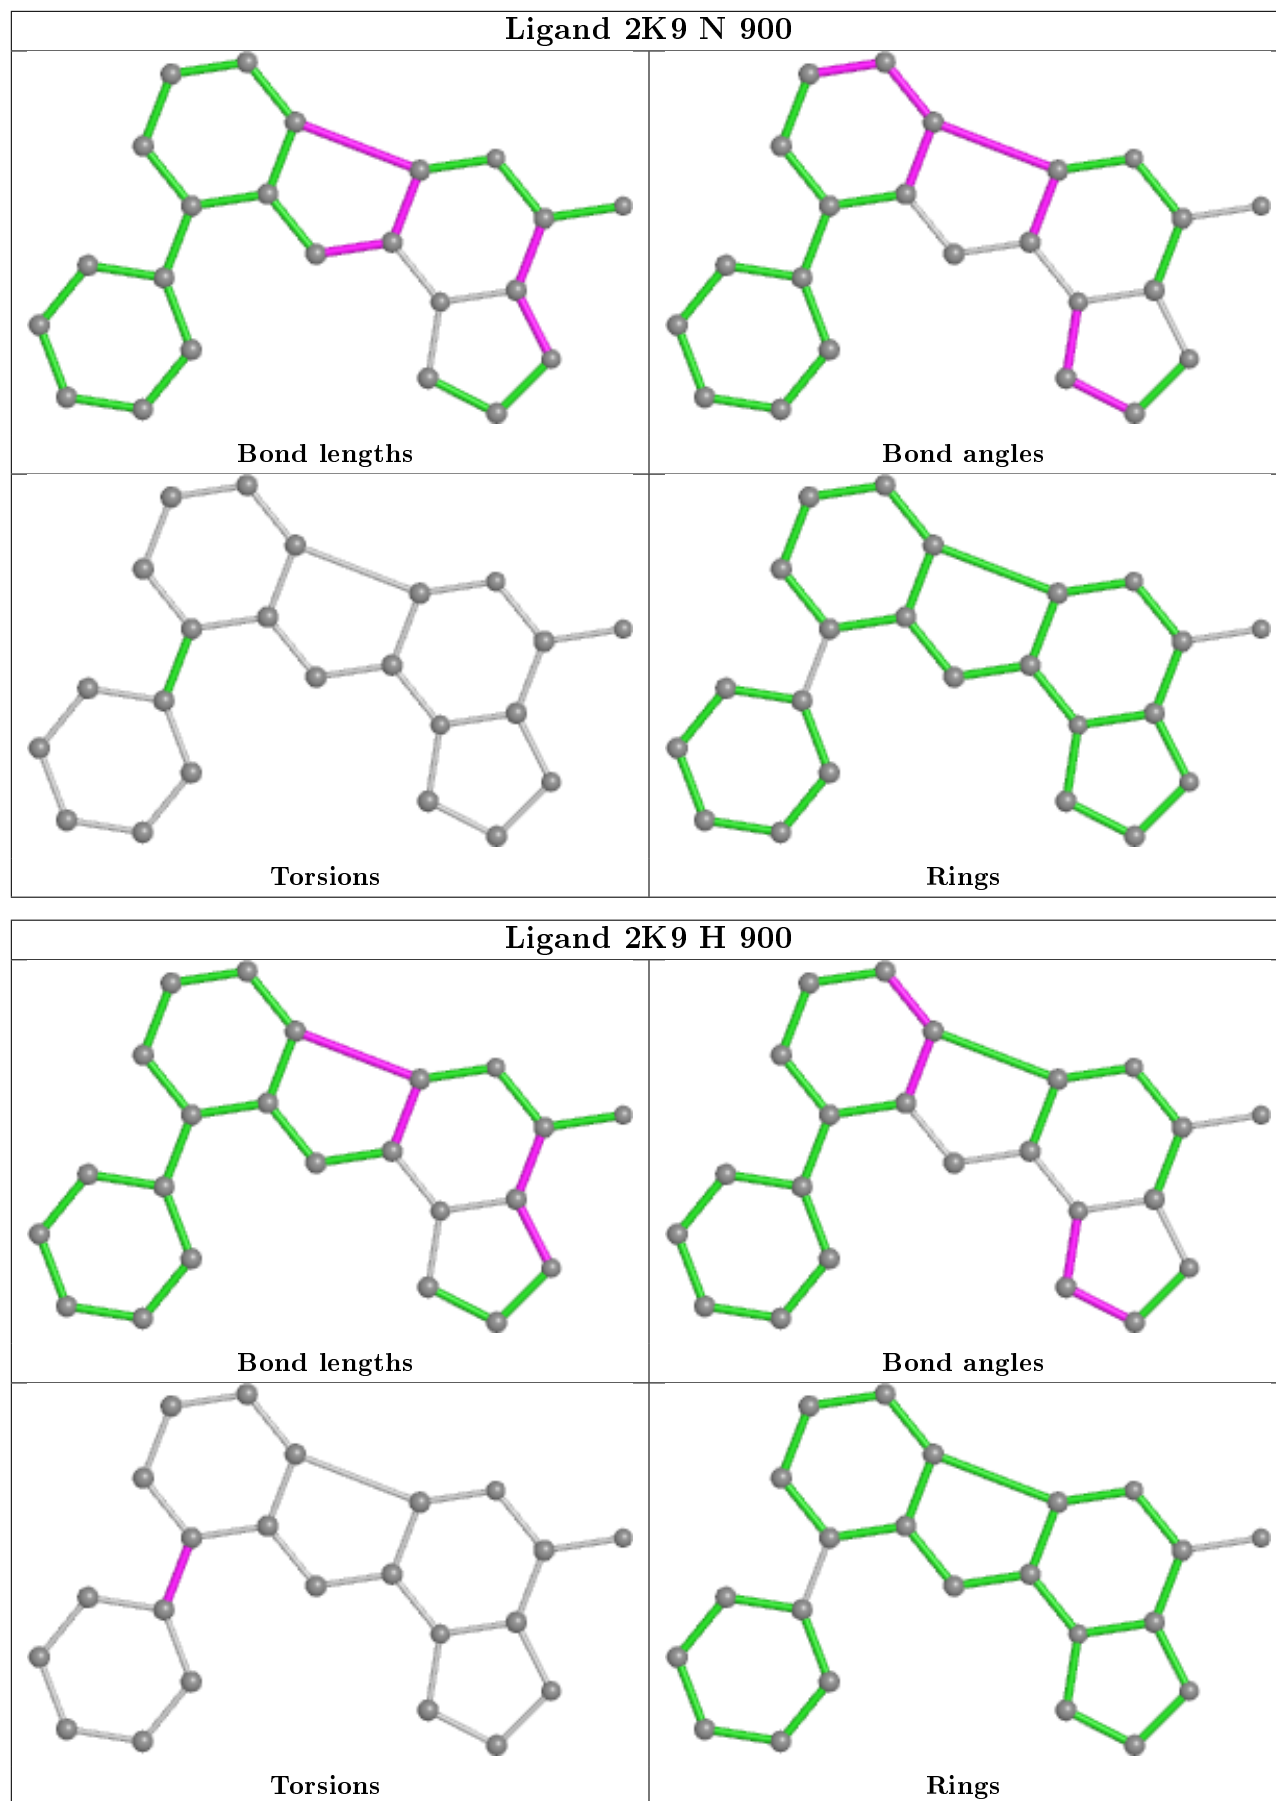 Ligand 2K9 N 900
Bond lengths
Bond angles
Torsions
Rings
Ligand 2K9 H 900
Bond lengths
Bond angles
Torsions
Rings